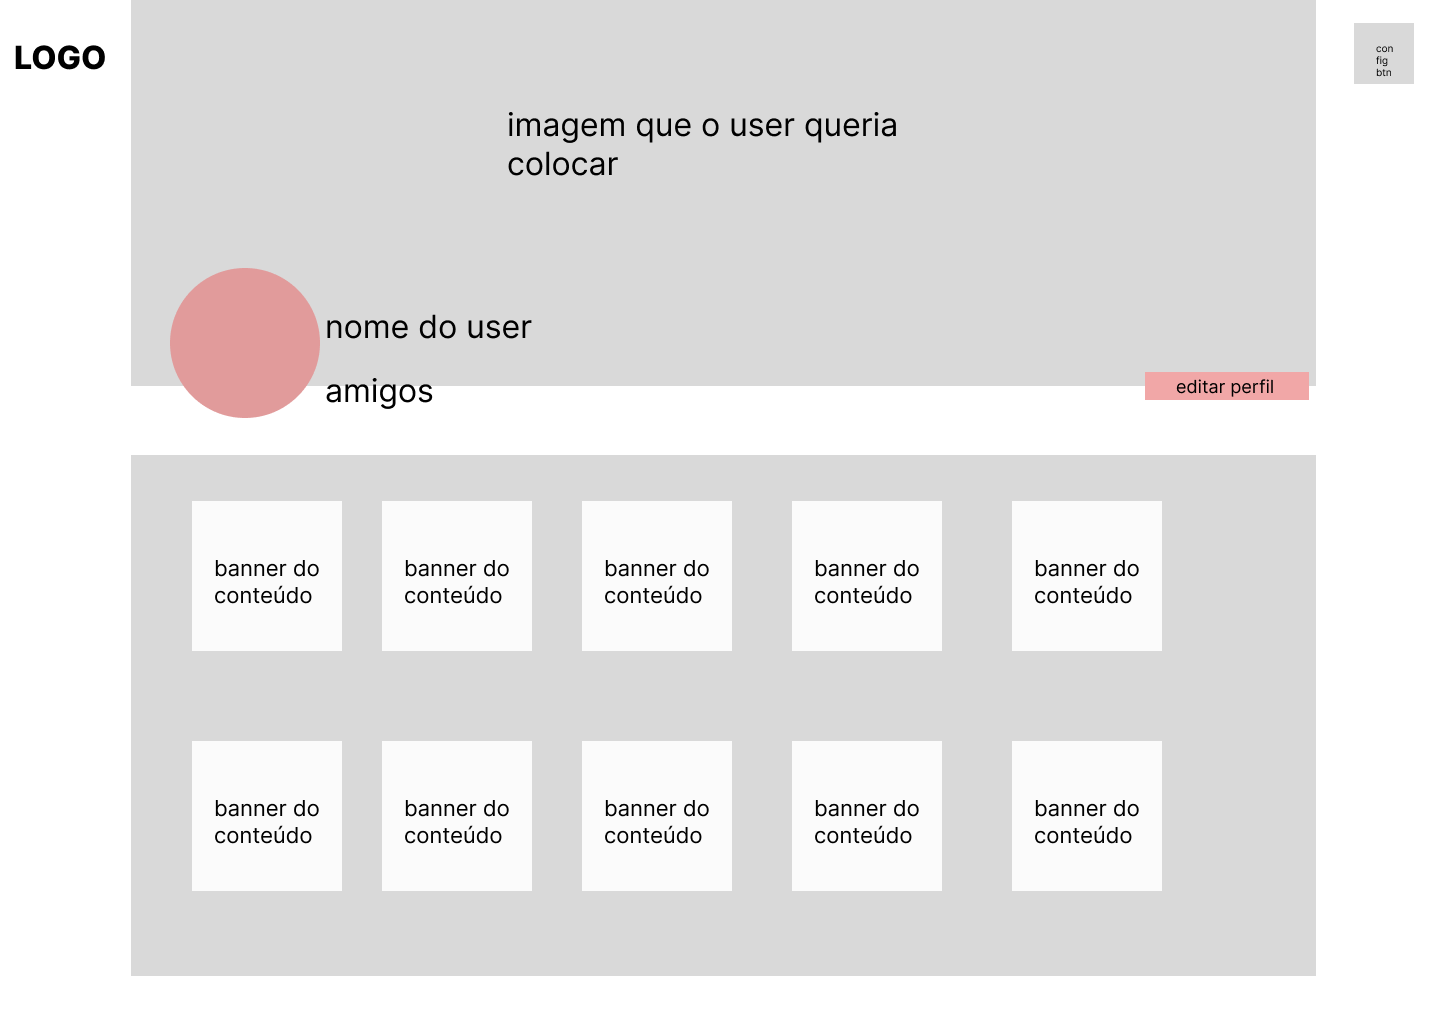 LOGO
con
fig
btn
imagem que o user queria
colocar
nome do user
amigos
editar perfil
banner do
conteúdo
banner do
conteúdo
banner do
conteúdo
banner do
conteúdo
banner do
conteúdo
banner do
conteúdo
banner do
conteúdo
banner do
conteúdo
banner do
conteúdo
banner do
conteúdo